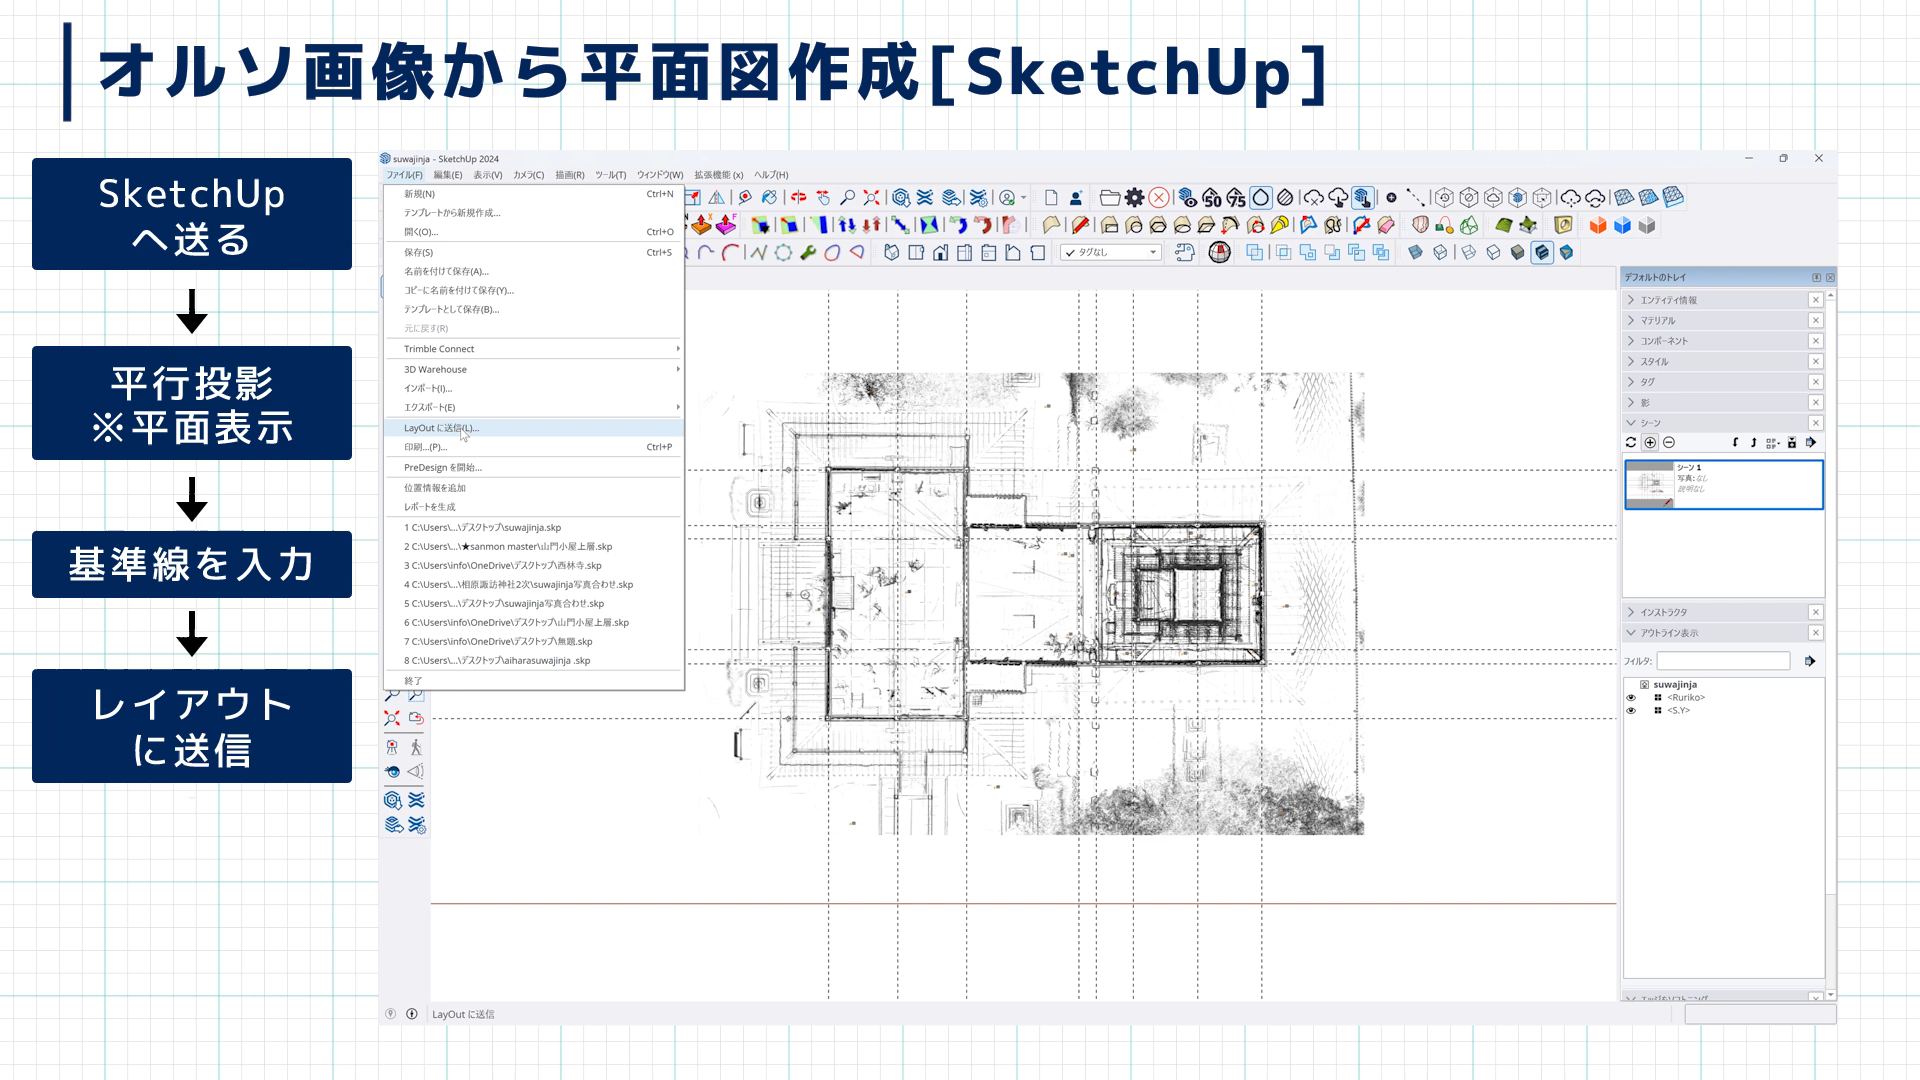 オルソ画像から平面図作成[SketchUp]
SketchUp
へ送る
平行投影
※平面表示
基準線を入力
レイアウト
に送信
suwajinja - SketchUp 2024
ファイル(F) 編集(E) 表示(V) カメラ(C) 描画(R) ツール(T) ウィンドウ(W) 拡張機能 (x) ヘルプ(H)
新規(N) Ctrl+N
テンプレートから新規作成...
開く(O)... Ctrl+O
保存(S) Ctrl+S
名前を付けて保存(A)...
コピーに名前を付けて保存(Y)...
テンプレートとして保存(B)...
元に戻す(R)
Trimble Connect
3D Warehouse
インポート(I)...
エクスポート(E)
LayOut に送信(L)...
印刷...(P)... Ctrl+P
PreDesign を開始...
位置情報を追加
レポートを生成
1 C:\Users\...\デスクトップ\suwajinja.skp
2 C:\Users\...\★sanmon master\山門小屋上層.skp
3 C:\Users\info\OneDrive\デスクトップ\西林寺.skp
4 C:\Users\...\相原諏訪神社2次\suwajinja写真合わせ.skp
5 C:\Users\...\デスクトップ\suwajinja写真合わせ.skp
6 C:\Users\info\OneDrive\デスクトップ\山門小屋上層.skp
7 C:\Users\info\OneDrive\デスクトップ\無題.skp
8 C:\Users\...\デスクトップ\aiharasuwajinja .skp
終了
50 75
タグなし
デフォルトのトレイ
エンティティ情報
マテリアル
コンポーネント
スタイル
タグ
影
シーン
シーン 1
写真: なし
説明なし
インストラクタ
アウトライン表示
フィルタ:
suwajinja
<Ruriko>
<S.Y>
LayOut に送信